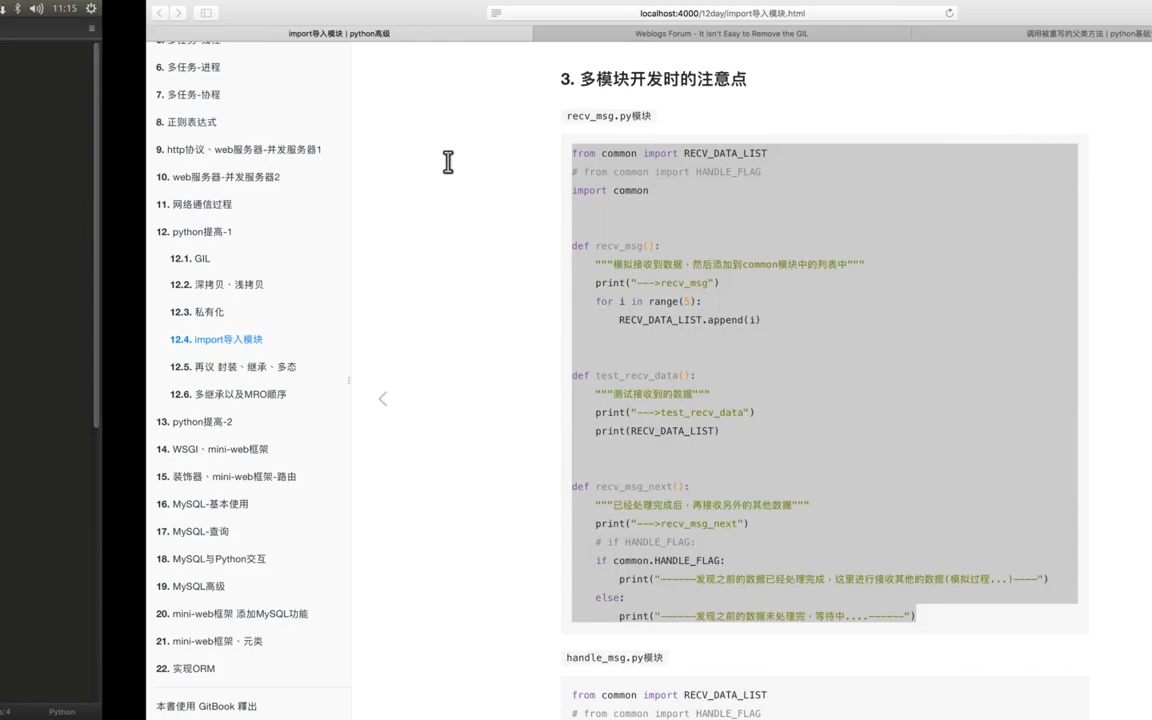 11:15
localhost:4000/12day/import导入模块.html
import导入模块 | python高级
Weblogs Forum - It isn't Easy to Remove the GIL
调用被重写的父类方法 | python基础
6. 多任务-进程
7. 多任务-协程
8. 正则表达式
9. http协议、web服务器-并发服务器1
10. web服务器-并发服务器2
11. 网络通信过程
12. python提高-1
12.1. GIL
12.2. 深拷贝、浅拷贝
12.3. 私有化
12.4. import导入模块
12.5. 再议 封装、继承、多态
12.6. 多继承以及MRO顺序
13. python提高-2
14. WSGI、mini-web框架
15. 装饰器、mini-web框架-路由
16. MySQL-基本使用
17. MySQL-查询
18. MySQL与Python交互
19. MySQL高级
20. mini-web框架 添加MySQL功能
21. mini-web框架、元类
22. 实现ORM
本書使用 GitBook 釋出
s: 4
Python
3. 多模块开发时的注意点
recv_msg.py模块
from common import RECV_DATA_LIST
# from common import HANDLE_FLAG
import common
def recv_msg():
"""模拟接收到数据，然后添加到common模块中的列表中"""
print("--->recv_msg")
for i in range(5):
RECV_DATA_LIST.append(i)
def test_recv_data():
"""测试接收到的数据"""
print("--->test_recv_data")
print(RECV_DATA_LIST)
def recv_msg_next():
"""已经处理完成后，再接收另外的其他数据"""
print("--->recv_msg_next")
# if HANDLE_FLAG:
if common.HANDLE_FLAG:
print("------发现之前的数据已经处理完成，这里进行接收其他的数据(模拟过程...)----")
else:
print("------发现之前的数据未处理完，等待中....------")
handle_msg.py模块
from common import RECV_DATA_LIST
# from common import HANDLE_FLAG